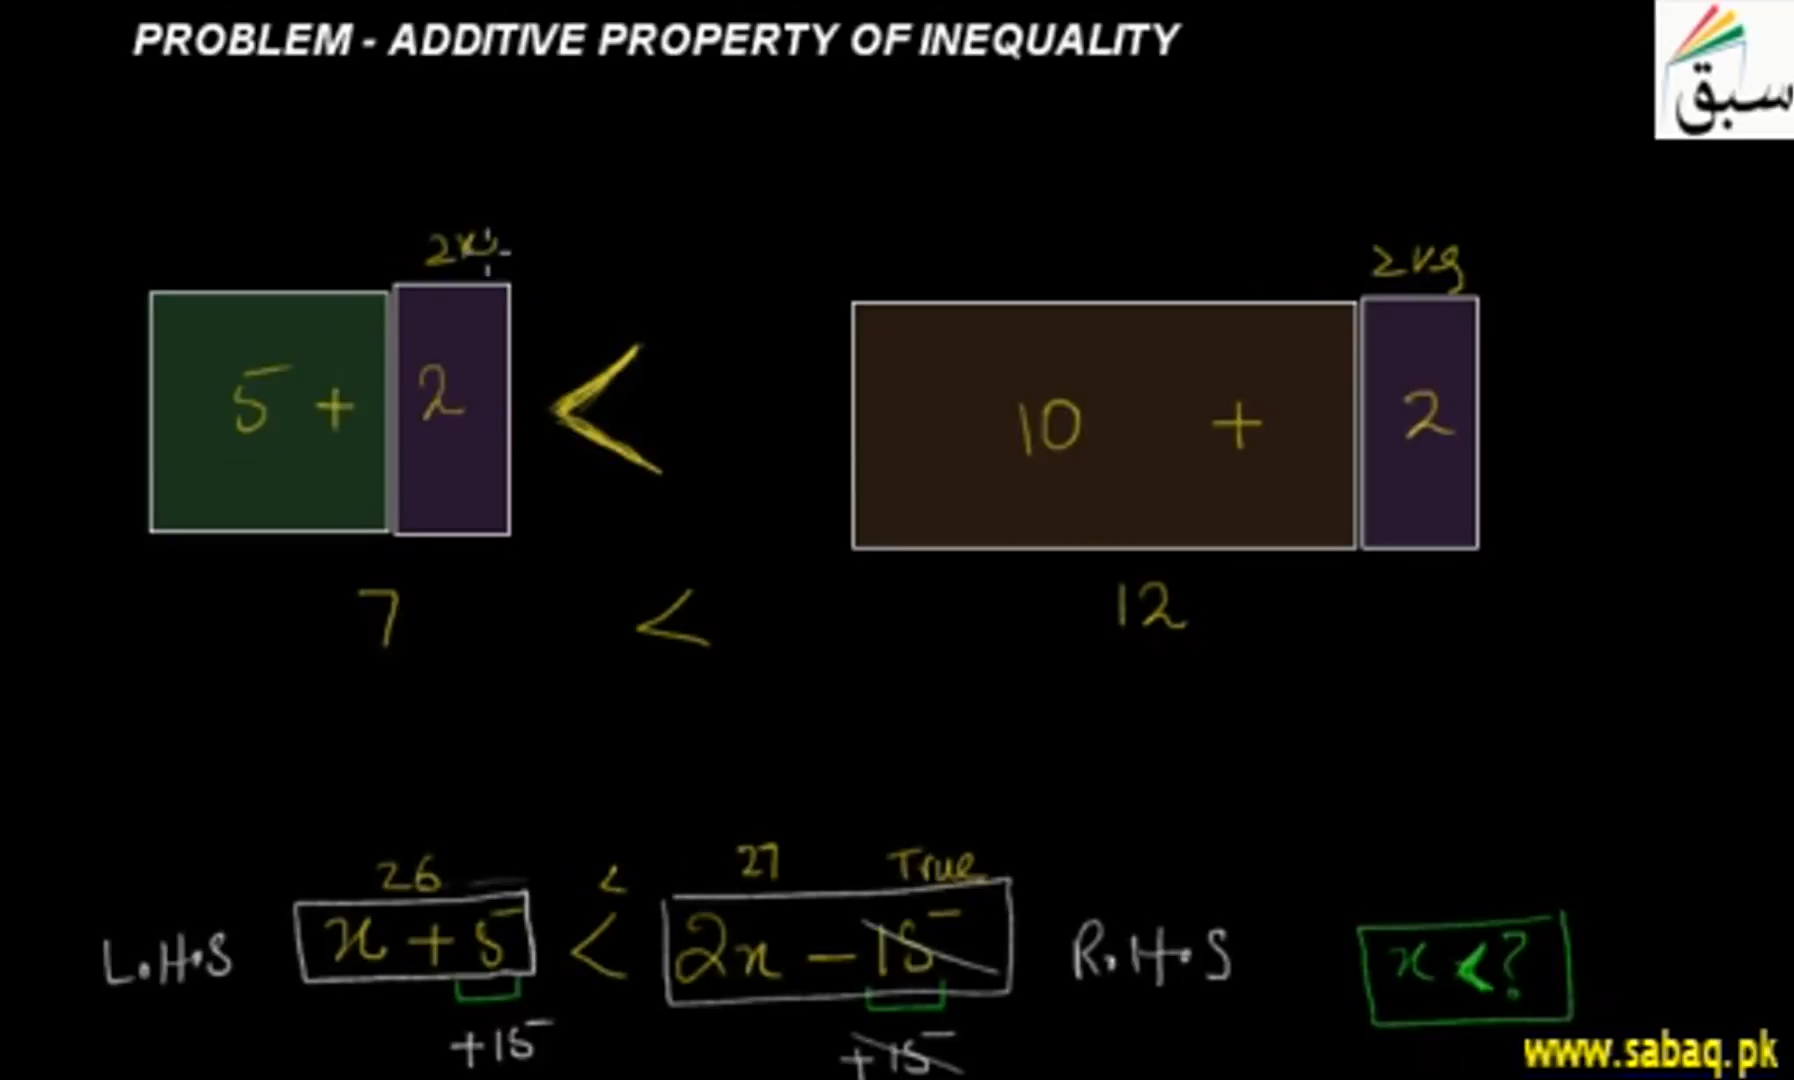 PROBLEM - ADDITIVE PROPERTY OF INEQUALITY
سبق
2kg
5 + 2 < 10 + 2
7 < 12
26 < 27 True
L.H.S x + 5 < 2x - 15 R.H.S x < ?
+15 +15
www.sabaq.pk